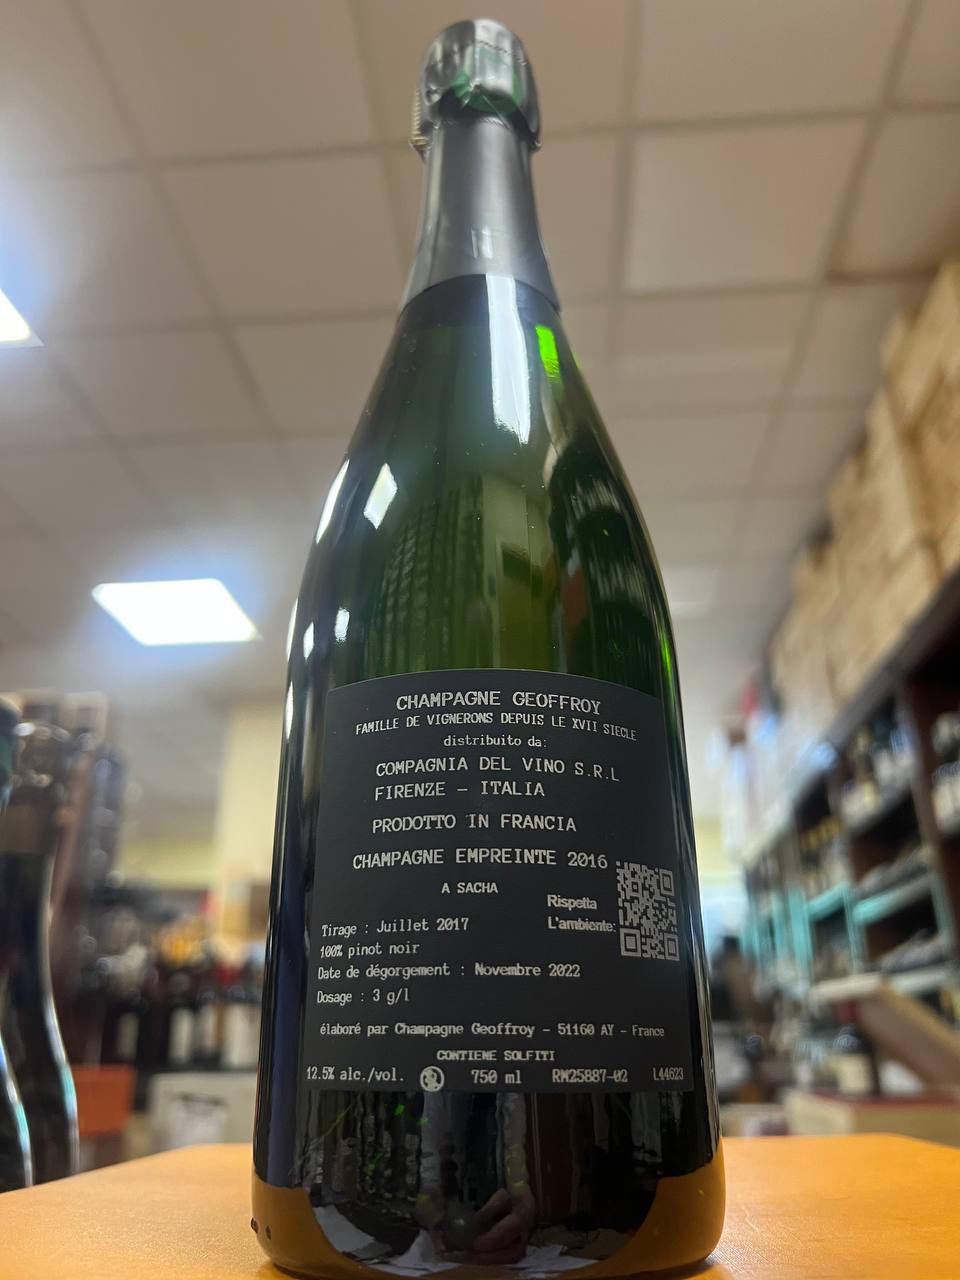 CHAMPAGNE GEOFFROY
FAMILLE DE VIGNERONS DEPUIS LE XVII SIECLE
distribuito da:
COMPAGNIA DEL VINO S.R.L
FIRENZE - ITALIA
PRODOTTO IN FRANCIA
CHAMPAGNE EMPREINTE 2016
A SACHA
Rispetta
L'ambiente:
Tirage : Juillet 2017
100% pinot noir
Date de dégorgement : Novembre 2022
Dosage : 3 g/l
élaboré par Champagne Geoffroy - 51160 AY - France
CONTIENE SOLFITI
12.5% alc./vol. 750 ml RM25887-02 L44623